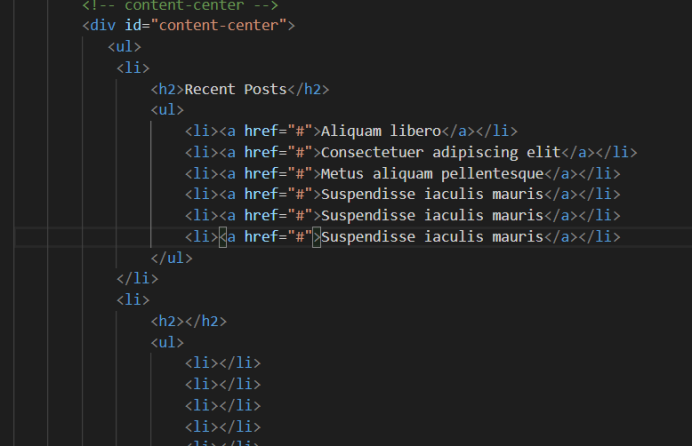 <!-- content-center -->
<div id="content-center">
<ul>
<li>
<h2>Recent Posts</h2>
<ul>
<li><a href="#">Aliquam libero</a></li>
<li><a href="#">Consectetuer adipiscing elit</a></li>
<li><a href="#">Metus aliquam pellentesque</a></li>
<li><a href="#">Suspendisse iaculis mauris</a></li>
<li><a href="#">Suspendisse iaculis mauris</a></li>
<li><a href="#">Suspendisse iaculis mauris</a></li>
</ul>
</li>
<li>
<h2></h2>
<ul>
<li></li>
<li></li>
<li></li>
<li></li>
<li></li>